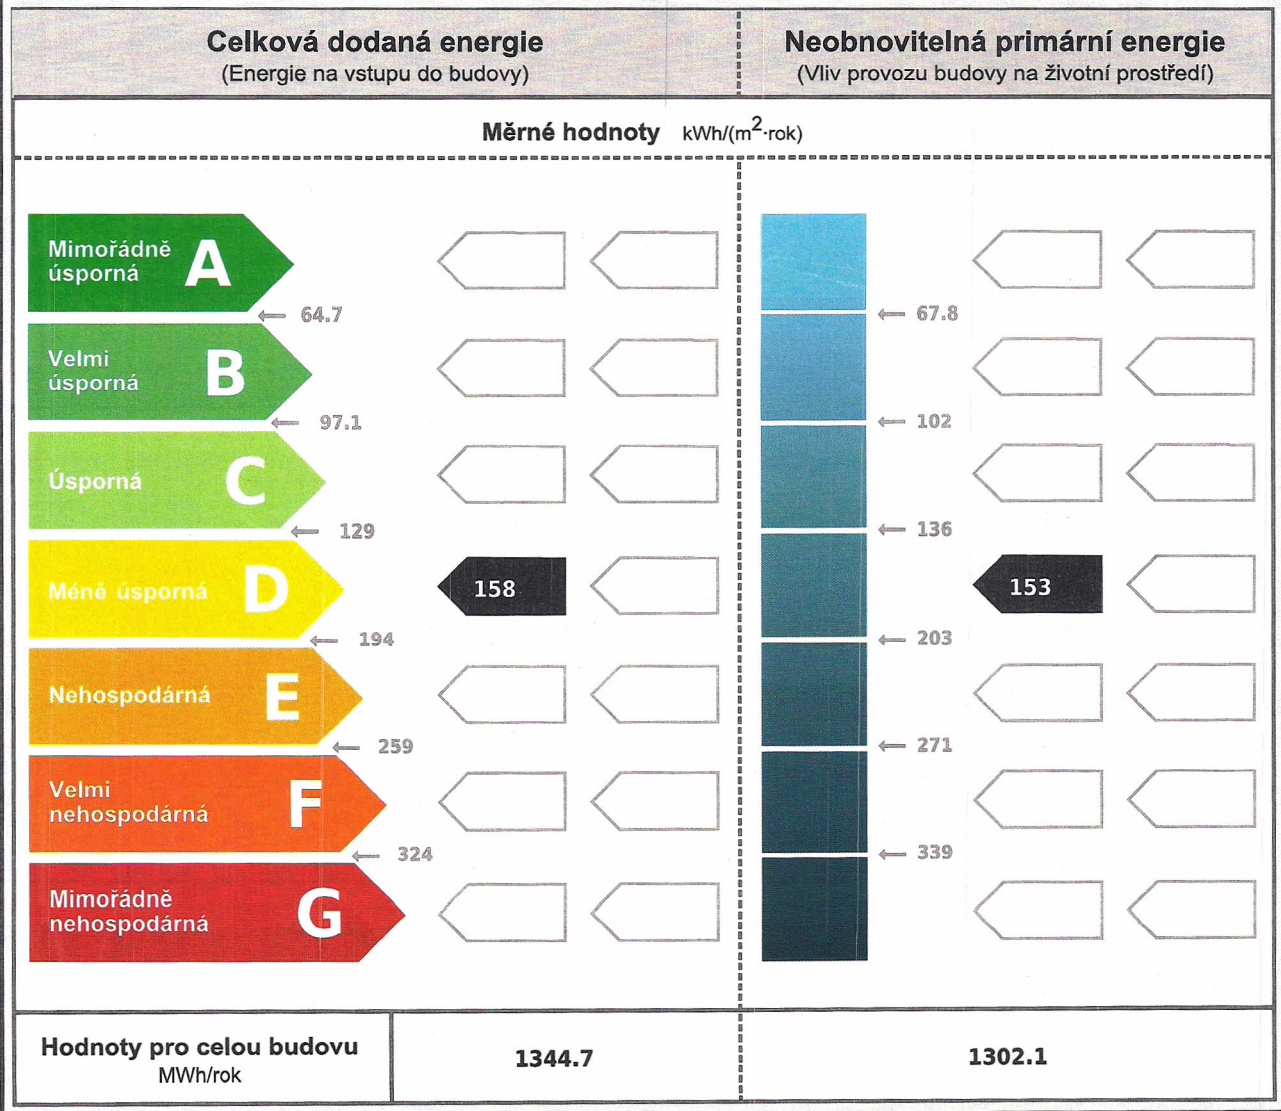 Celková dodaná energie
(Energie na vstupu do budovy)
Neobnovitelná primární energie
(Vliv provozu budovy na životní prostředí)
Měrné hodnoty kWh/(m²·rok)
Mimořádně
úsporná
A
64.7
67.8
Velmi
úsporná
B
97.1
102
Úsporná
C
129
136
Méně úsporná
D
158
153
194
203
Nehospodárná
E
259
271
Velmi
nehospodárná
F
324
339
Mimořádně
nehospodárná
G
Hodnoty pro celou budovu
MWh/rok
1344.7
1302.1